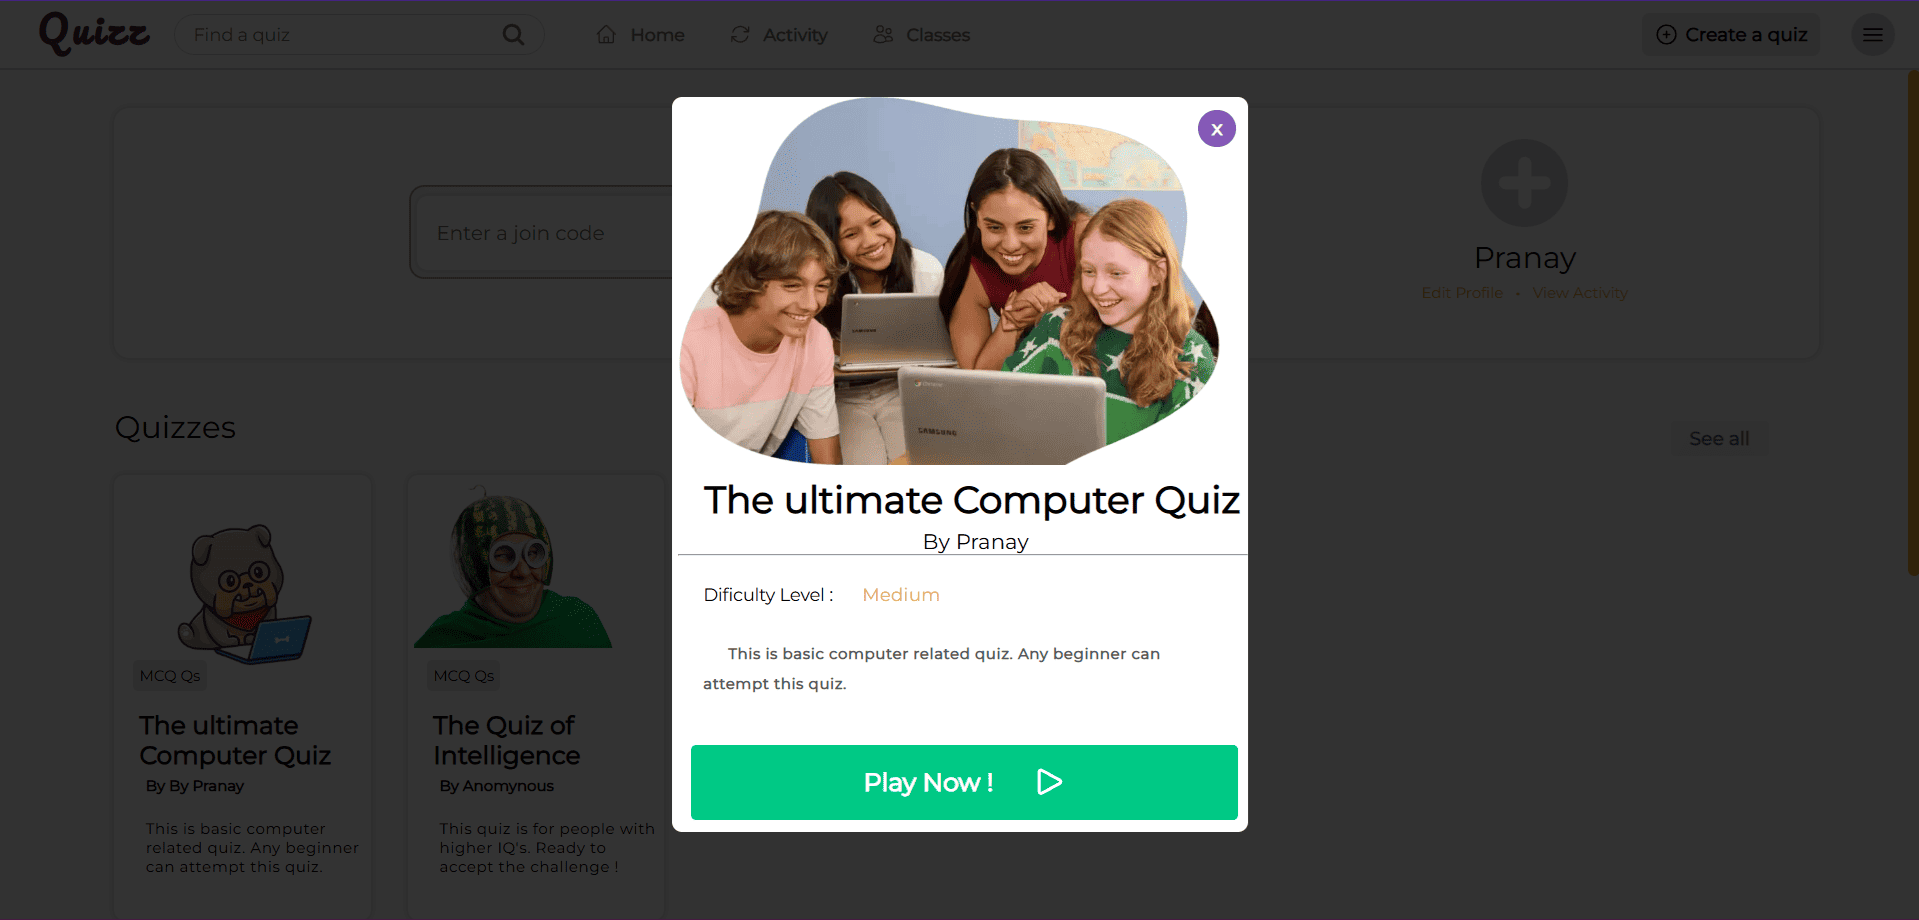 Quizz
Find a quiz
Home
Activity
Classes
Create a quiz
x
Enter a join code
Pranay
Edit Profile • View Activity
SAMSUNG
The ultimate Computer Quiz
By Pranay
Dificulty Level : Medium
This is basic computer related quiz. Any beginner can
attempt this quiz.
Play Now !
Quizzes
See all
MCQ Qs
The ultimate
Computer Quiz
By By Pranay
This is basic computer
related quiz. Any beginner
can attempt this quiz.
MCQ Qs
The Quiz of
Intelligence
By Anomynous
This quiz is for people with
higher IQ's. Ready to
accept the challenge !